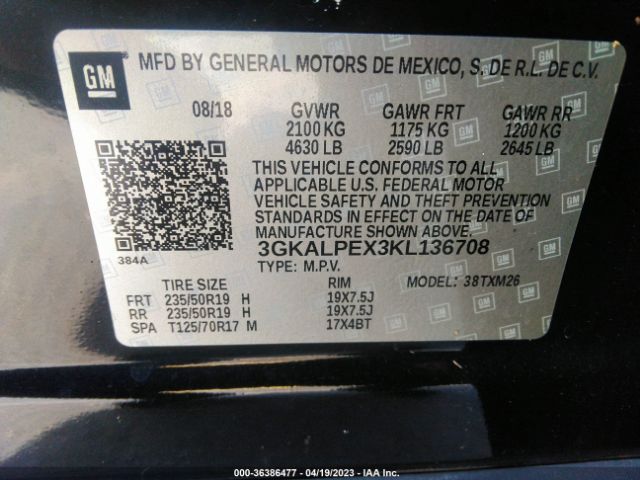 GM MFD BY GENERAL MOTORS DE MEXICO, S. DE R.L. DE C.V.
08/18 GVWR GAWR FRT GAWR RR
2100 KG 1175 KG 1200 KG
4630 LB 2590 LB 2645 LB
THIS VEHICLE CONFORMS TO ALL
APPLICABLE U.S. FEDERAL MOTOR
VEHICLE SAFETY AND THEFT PREVENTION
STANDARDS IN EFFECT ON THE DATE OF
MANUFACTURE SHOWN ABOVE.
384A 3GKALPEX3KL136708
TYPE: M.P.V. MODEL: 38TXM26
TIRE SIZE RIM
FRT 235/50R19 H 19X7.5J
RR 235/50R19 H 19X7.5J
SPA T125/70R17 M 17X4BT
000-36386477 - 04/19/2023 - IAA Inc.